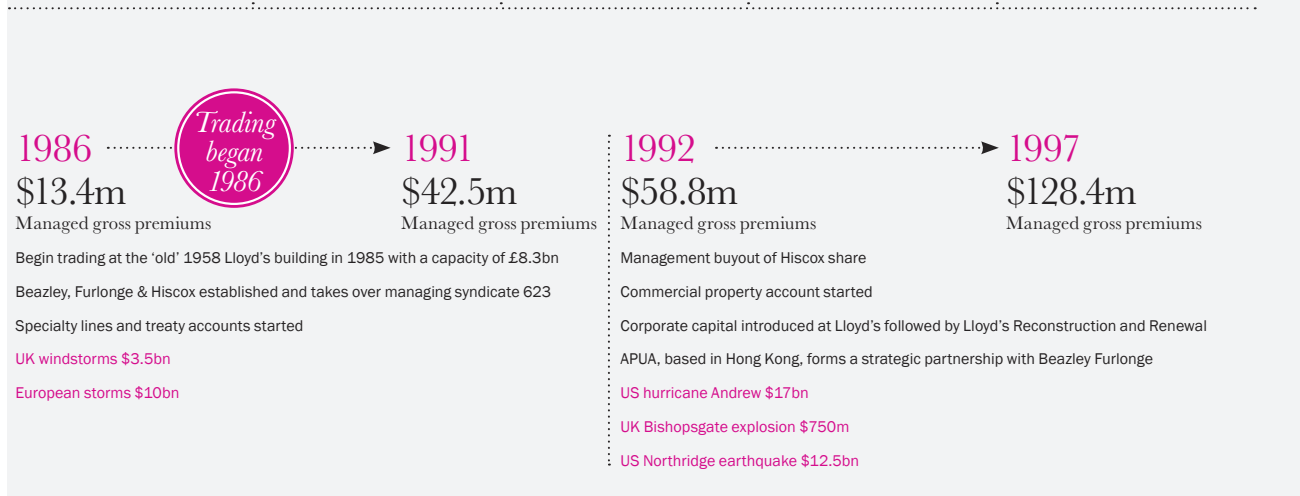 1986
Trading
began
1986
1991
$13.4m
$42.5m
Managed gross premiums
Managed gross premiums
Begin trading at the ‘old’ 1958 Lloyd’s building in 1985 with a capacity of £8.3bn
Beazley, Furlonge & Hiscox established and takes over managing syndicate 623
Specialty lines and treaty accounts started
UK windstorms $3.5bn
European storms $10bn
1992
1997
$58.8m
$128.4m
Managed gross premiums
Managed gross premiums
Management buyout of Hiscox share
Commercial property account started
Corporate capital introduced at Lloyd’s followed by Lloyd’s Reconstruction and Renewal
APUA, based in Hong Kong, forms a strategic partnership with Beazley Furlonge
US hurricane Andrew $17bn
UK Bishopsgate explosion $750m
US Northridge earthquake $12.5bn